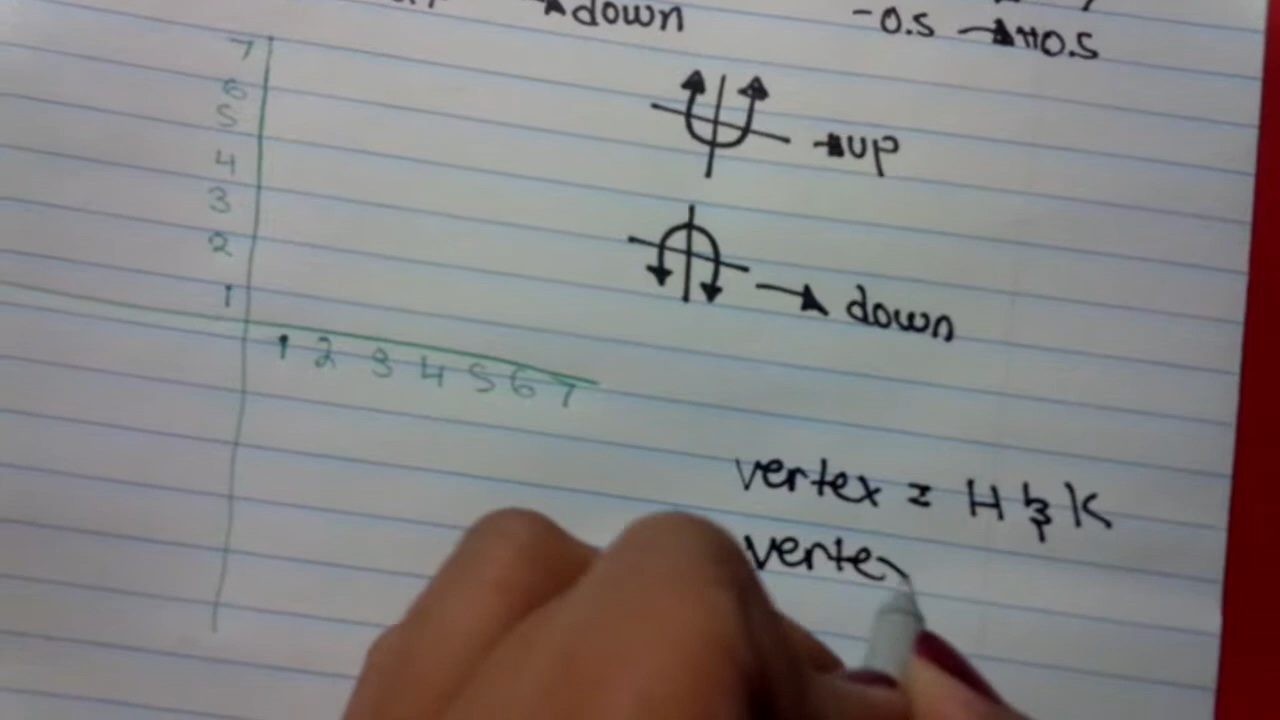 down
-0.5 → +0.5
7
6
5
4
3
2
1
→ up
→ down
1 2 3 4 5 6 7
vertex = H & K
verte